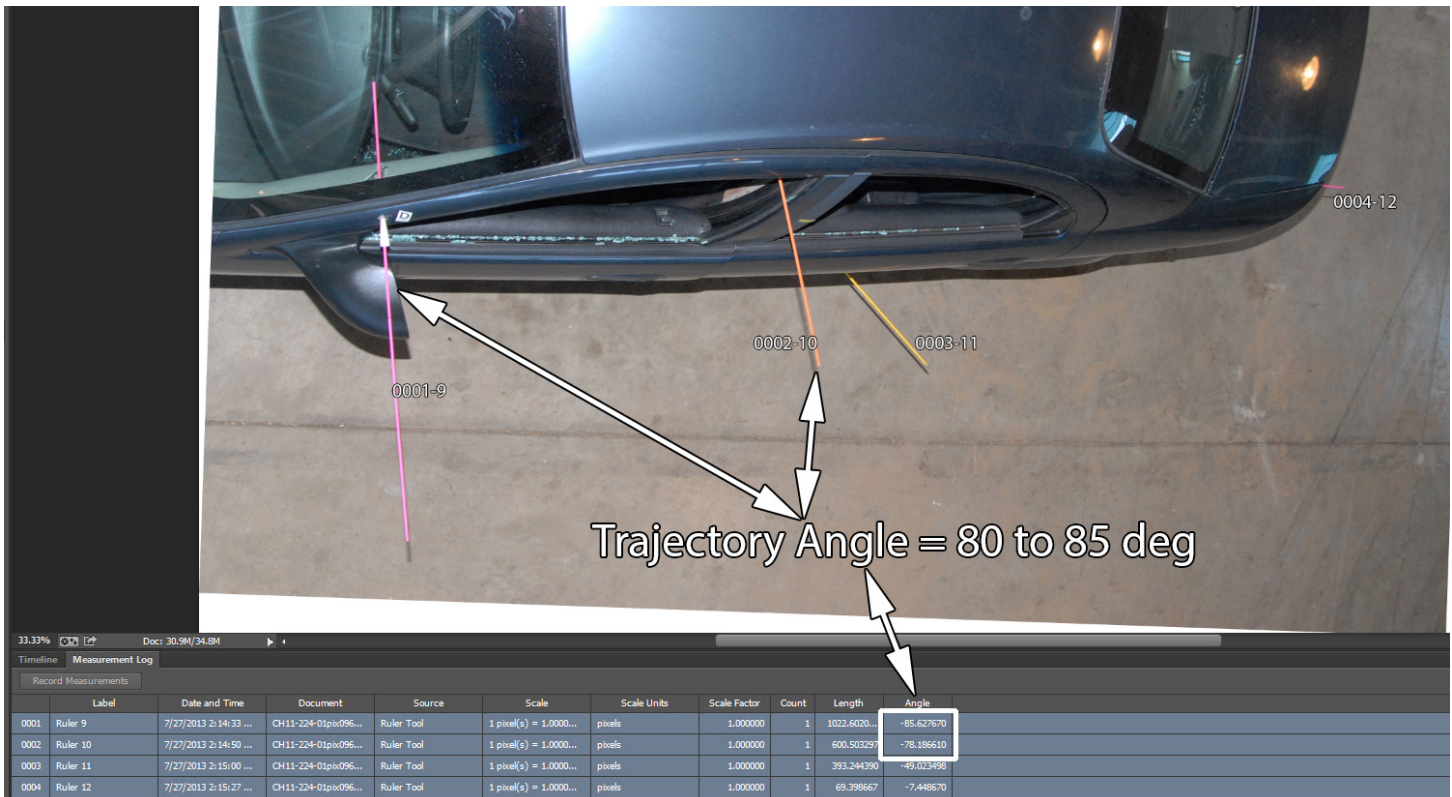 D
0004-12
0002-10
0003-11
0001-9
Trajectory Angle = 80 to 85 deg
33.33% Doc: 30.9M/34.8M
Timeline Measurement Log
Record Measurements
Label Date and Time Document Source Scale Scale Units Scale Factor Count Length Angle
0001 Ruler 9 7/27/2013 2:14:33 ... CH11-224-01pix096... Ruler Tool 1 pixel(s) = 1.0000... pixels 1.000000 1 1022.6020... -85.627670
0002 Ruler 10 7/27/2013 2:14:50 ... CH11-224-01pix096... Ruler Tool 1 pixel(s) = 1.0000... pixels 1.000000 1 600.503297 -78.186610
0003 Ruler 11 7/27/2013 2:15:00 ... CH11-224-01pix096... Ruler Tool 1 pixel(s) = 1.0000... pixels 1.000000 1 393.244390 -49.023498
0004 Ruler 12 7/27/2013 2:15:27 ... CH11-224-01pix096... Ruler Tool 1 pixel(s) = 1.0000... pixels 1.000000 1 69.398667 -7.448670